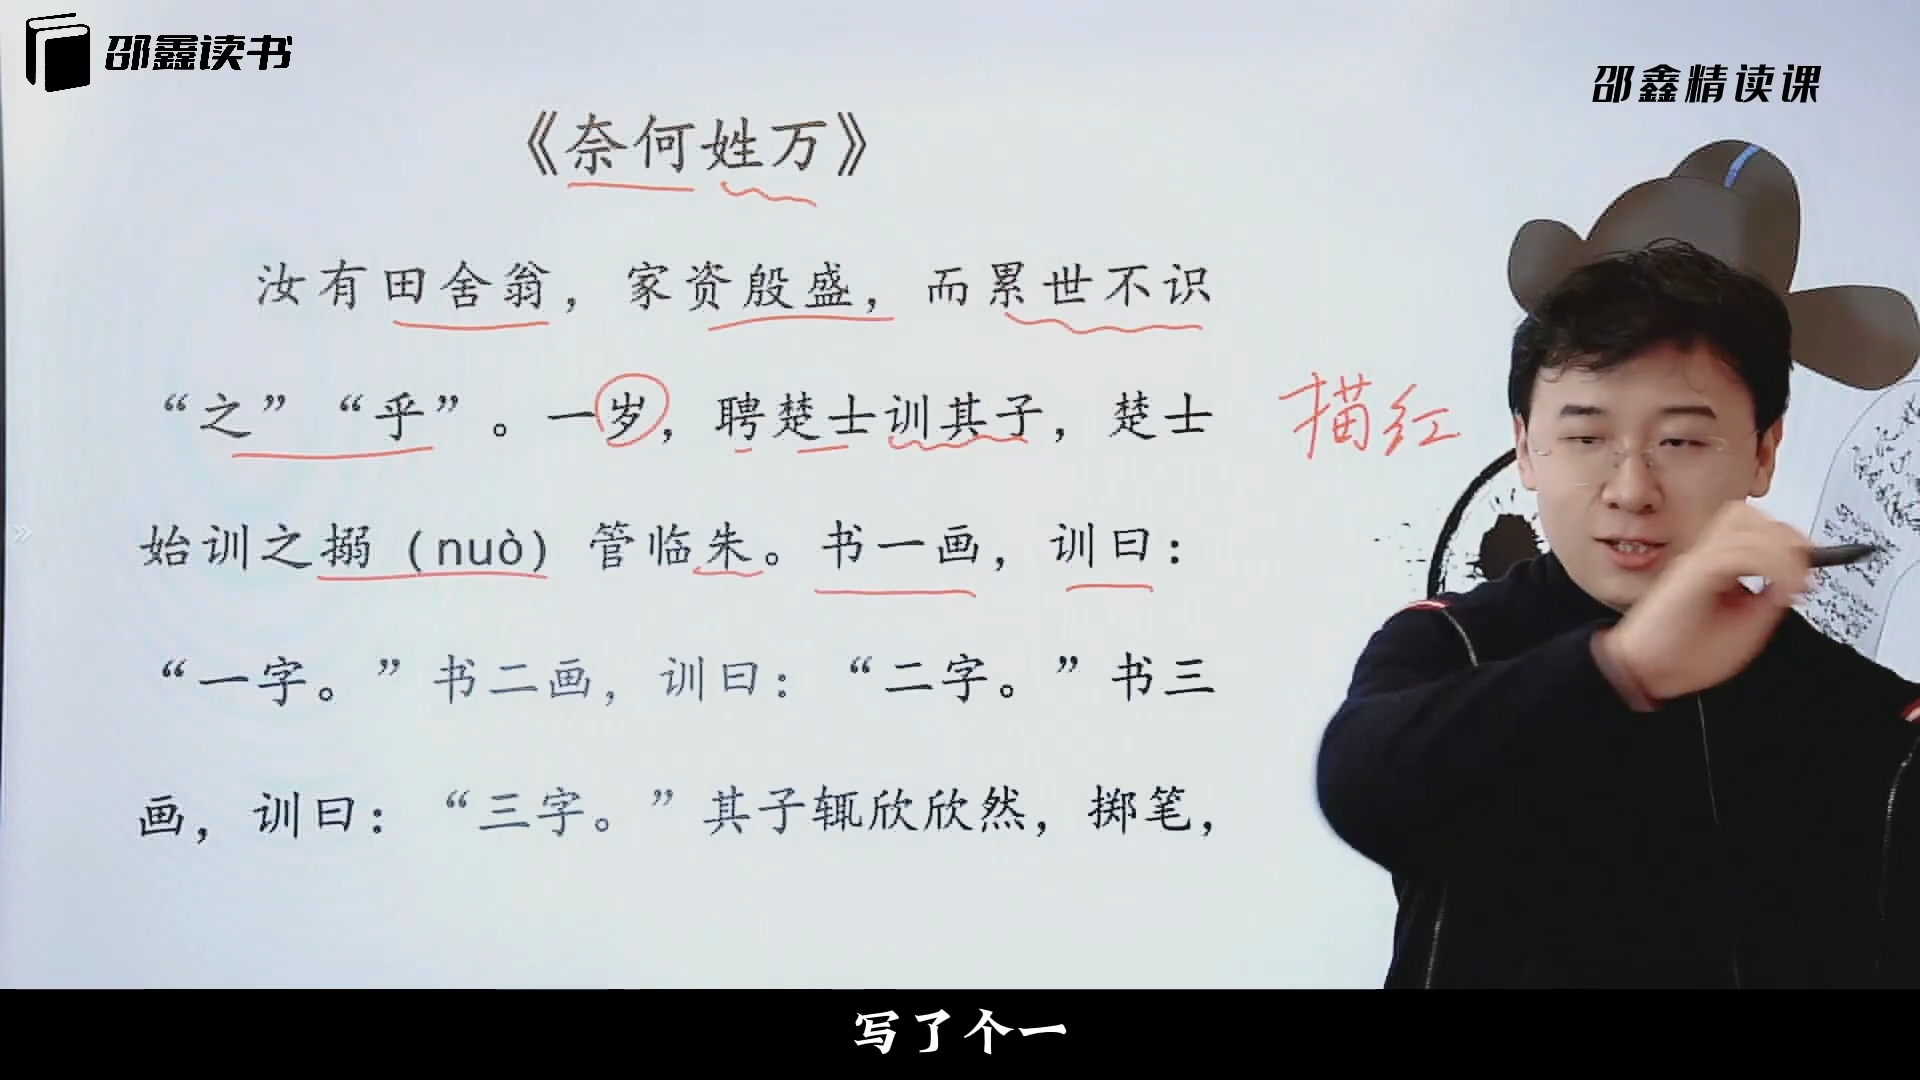 邵鑫读书
邵鑫精读课
《奈何姓万》
汝有田舍翁，家资殷盛，而累世不识
“之”“乎”。一岁，聘楚士训其子，楚士
描红
始训之搦（nuò）管临朱。书一画，训曰：
“一字。”书二画，训曰：“二字。”书三
画，训曰：“三字。”其子辄欣欣然，掷笔，
写了个一